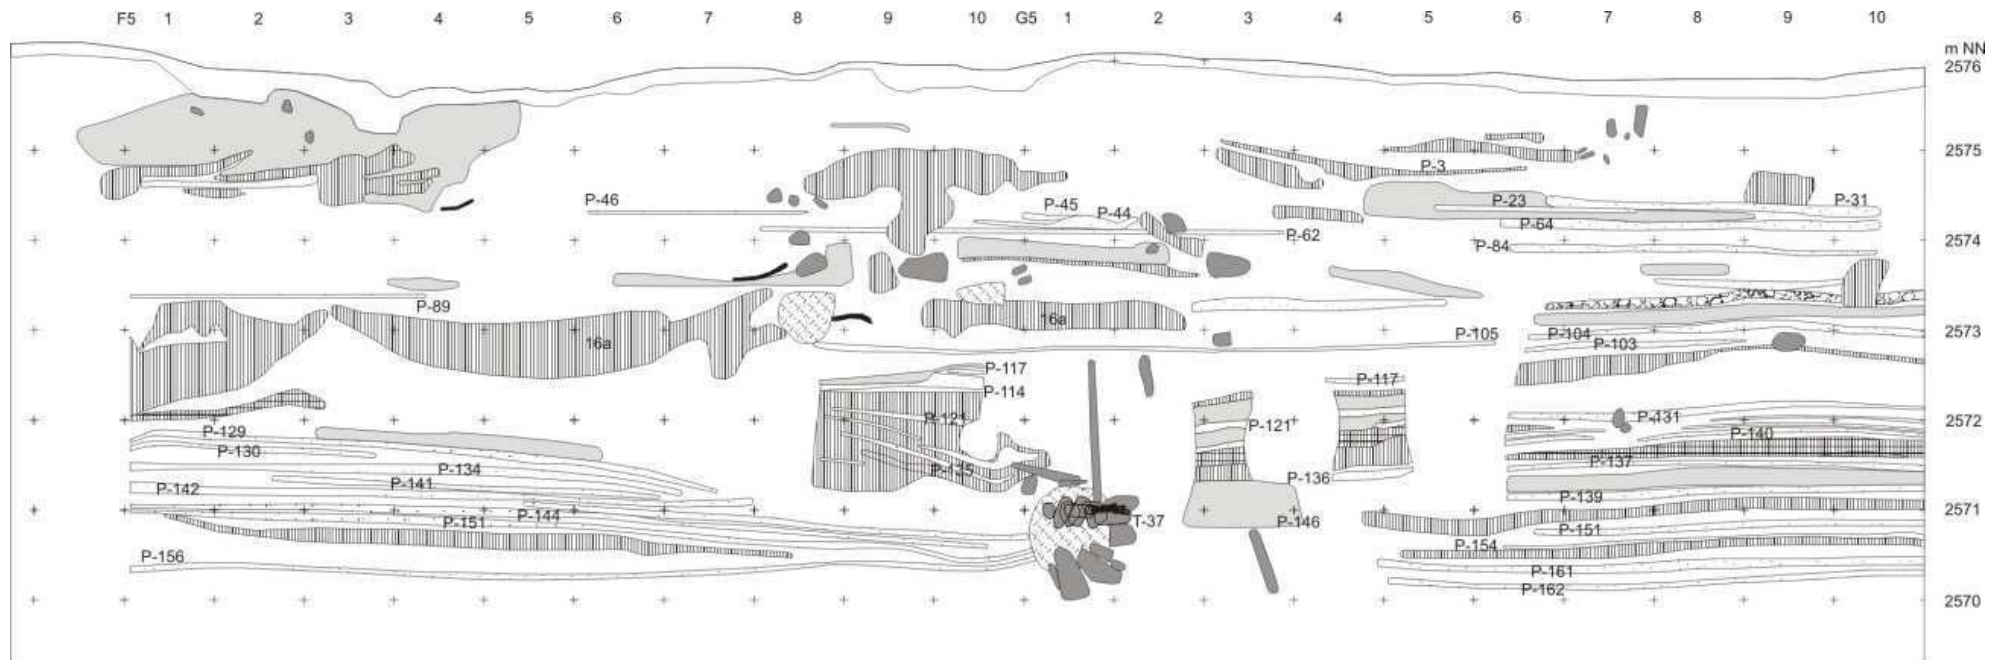 F5 1 2 3 4 5 6 7 8 9 10 G5 1 2 3 4 5 6 7 8 9 10
m NN
2576
2575
P-3
P-46
P-45
P-44
P-23
P-31
P-62
P-64
2574
P-84
P-89
16a
16a
P-105
P-104
2573
P-103
P-117
P-117
P-114
P-121
P-121
P-131
2572
P-129
P-140
P-130
P-134
P-135
P-137
P-136
P-141
P-142
P-139
P-144
P-151
T-37
P-146
2571
P-151
P-154
P-156
P-161
P-162
2570